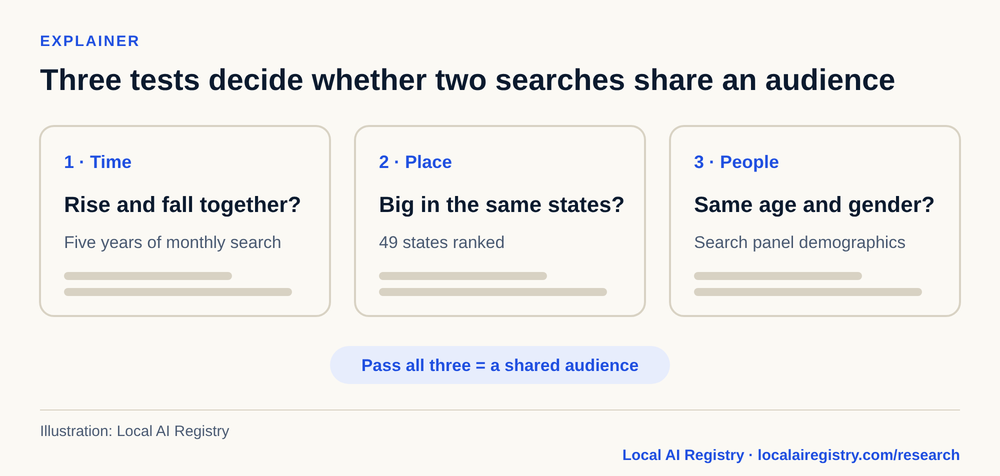 EXPLAINER
Three tests decide whether two searches share an audience
1 · Time
Rise and fall together?
Five years of monthly search
2 · Place
Big in the same states?
49 states ranked
3 · People
Same age and gender?
Search panel demographics
Pass all three = a shared audience
Illustration: Local AI Registry
Local AI Registry · localairegistry.com/research